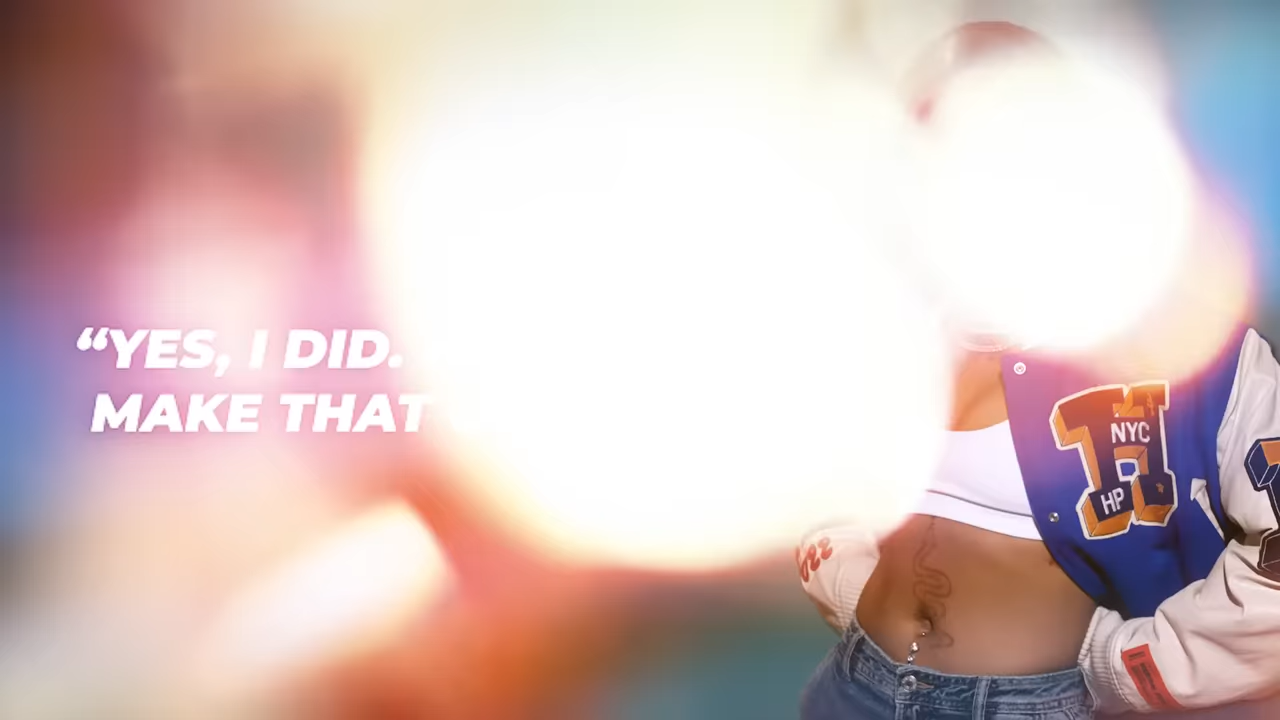 “YES, I DID.
MAKE THAT
NYC
HP